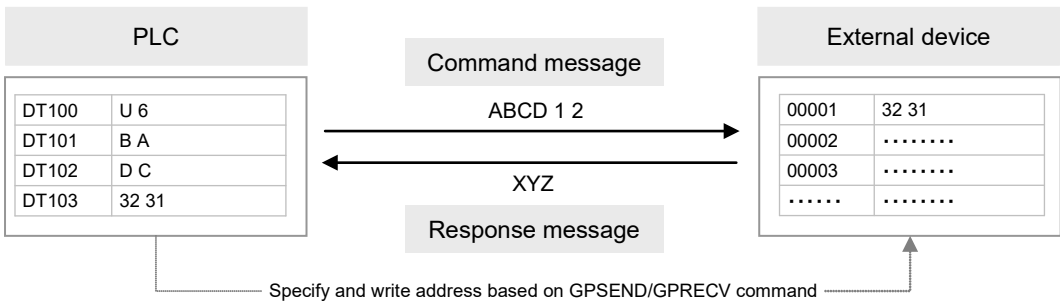 PLC
External device
Command message
ABCD 1 2
XYZ
Response message
DT100 U 6
DT101 B A
DT102 D C
DT103 32 31
00001 32 31
00002 ········
00003 ········
······ ········
Specify and write address based on GPSEND/GPRECV command